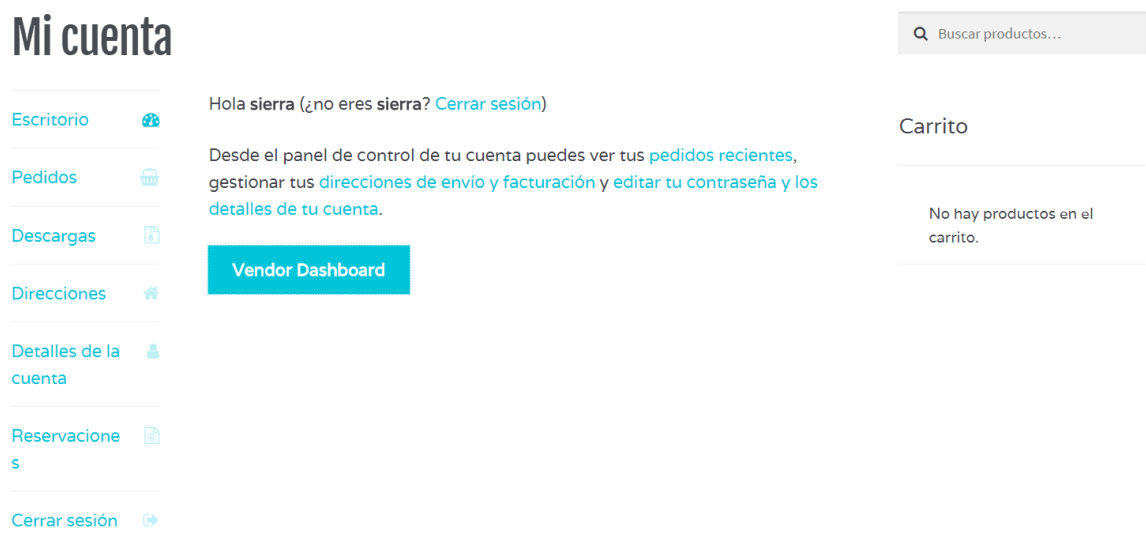 Mi cuenta
Buscar productos...
Escritorio
Pedidos
Descargas
Direcciones
Detalles de la
cuenta
Reservacione
s
Cerrar sesión
Hola sierra (¿no eres sierra? Cerrar sesión)
Desde el panel de control de tu cuenta puedes ver tus pedidos recientes,
gestionar tus direcciones de envío y facturación y editar tu contraseña y los
detalles de tu cuenta.
Vendor Dashboard
Carrito
No hay productos en el
carrito.